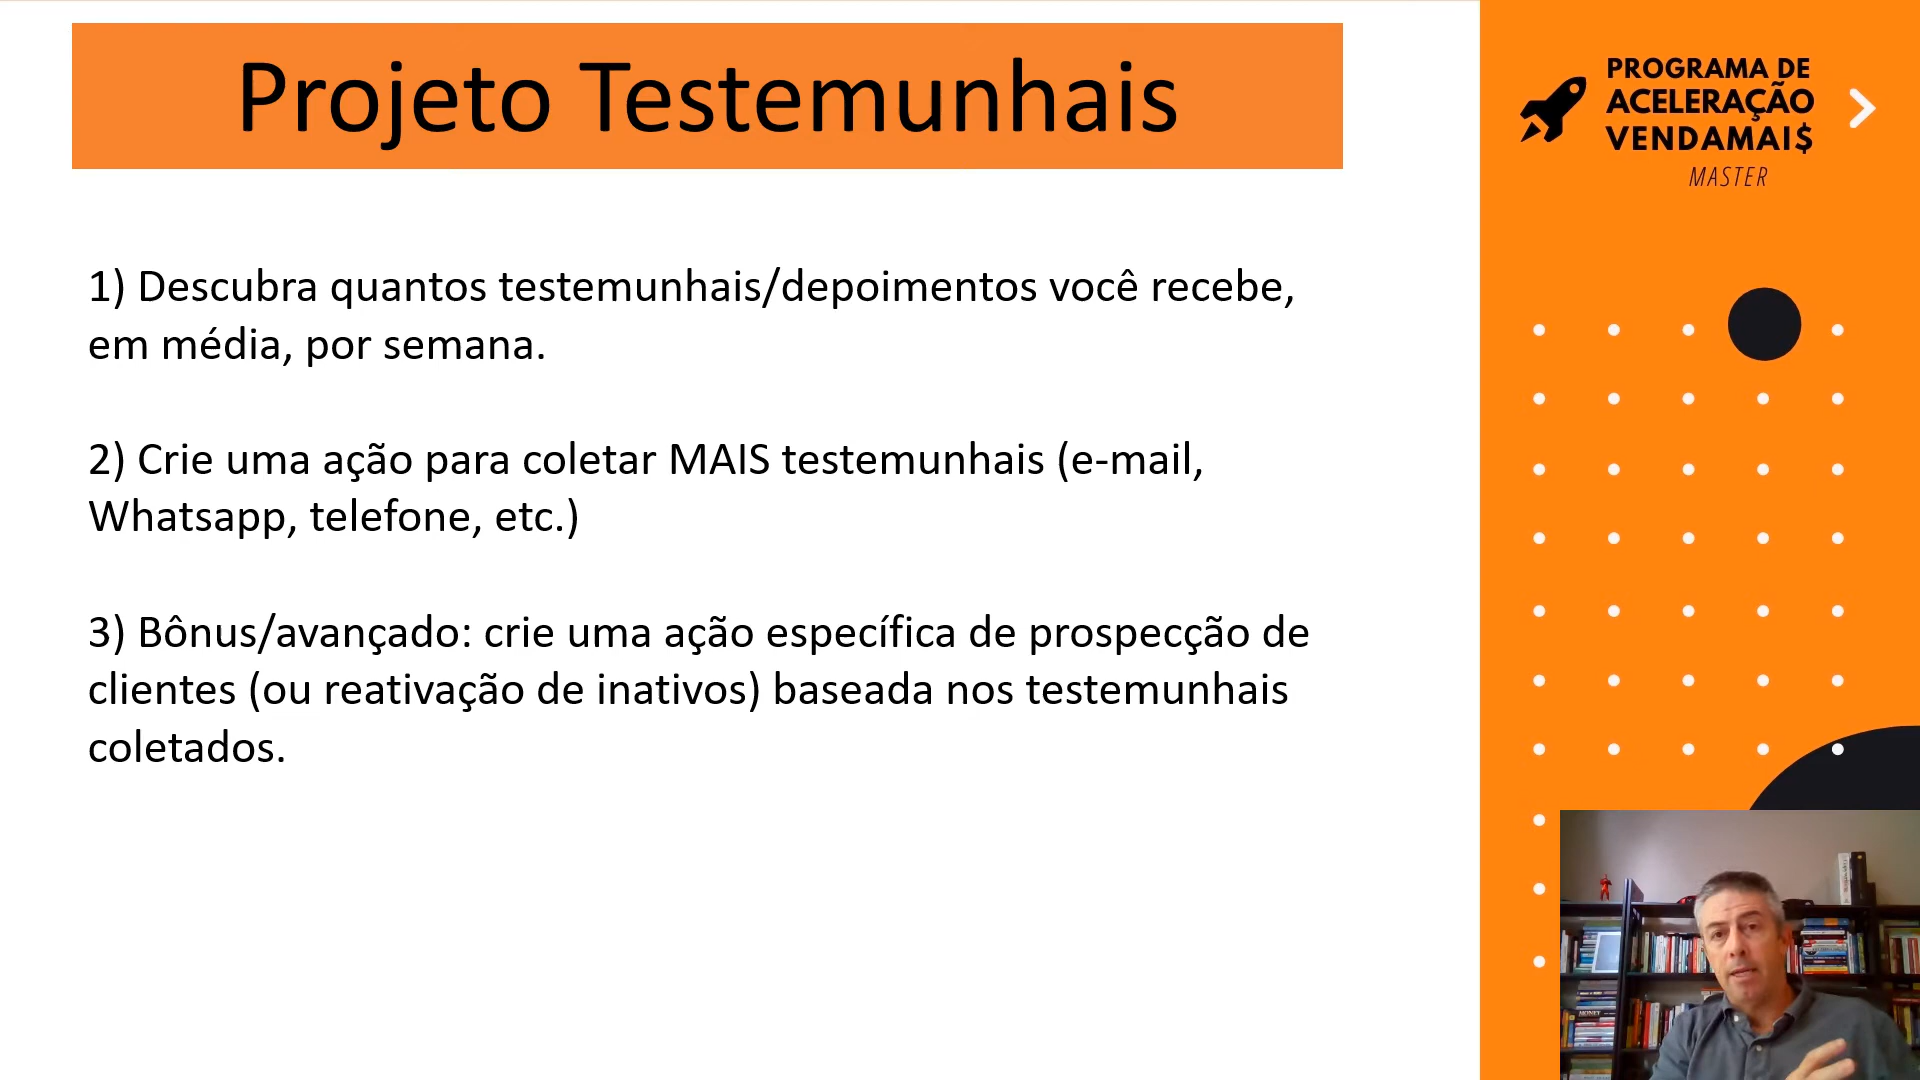 Projeto Testemunhais
PROGRAMA DE
ACELERAÇÃO
VENDAMAI$
MASTER
1) Descubra quantos testemunhais/depoimentos você recebe,
em média, por semana.
2) Crie uma ação para coletar MAIS testemunhais (e-mail,
Whatsapp, telefone, etc.)
3) Bônus/avançado: crie uma ação específica de prospecção de
clientes (ou reativação de inativos) baseada nos testemunhais
coletados.
MONEY